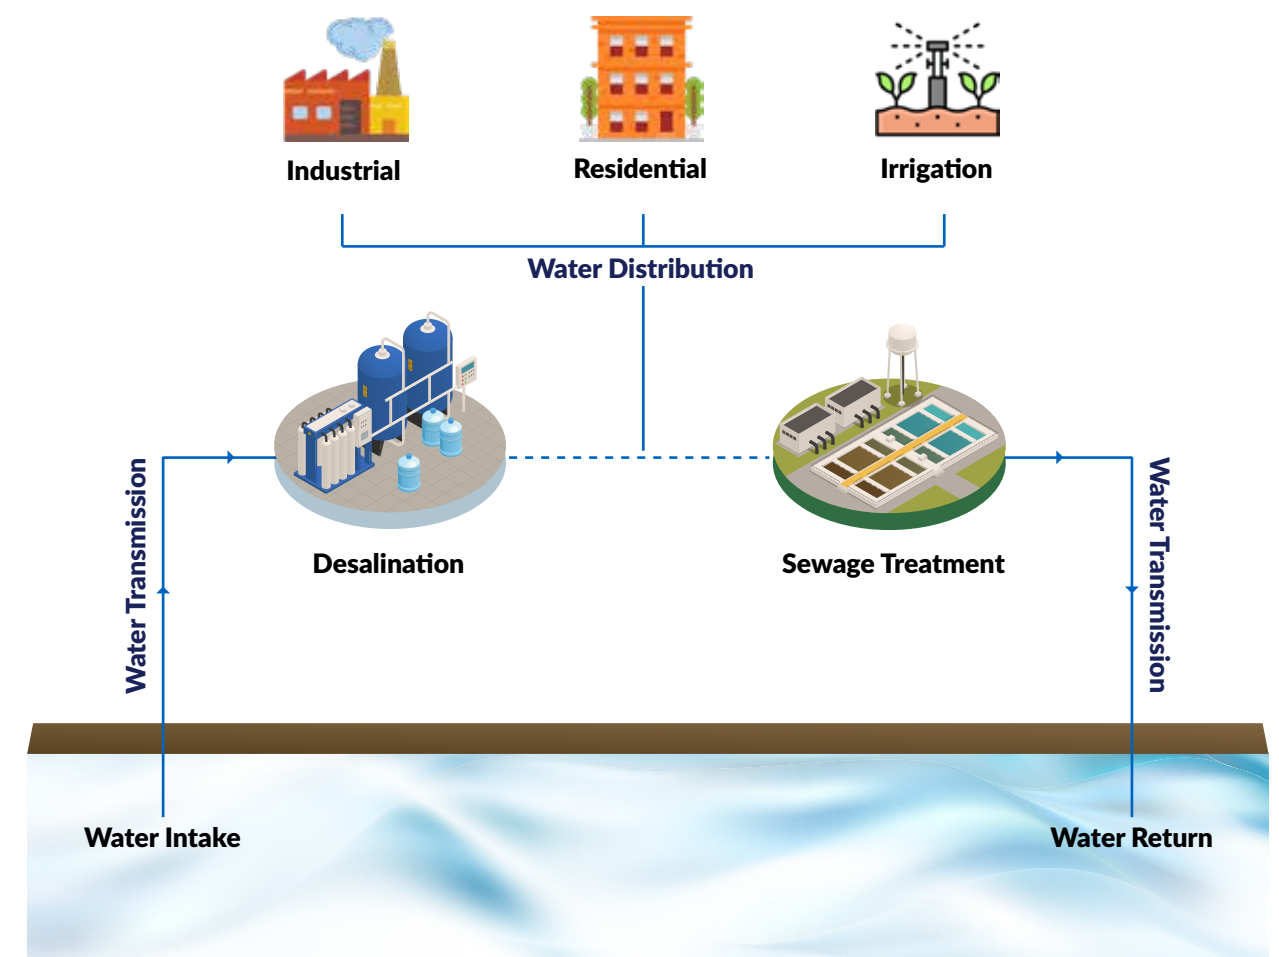 Industrial
Residential
Irrigation
Water Distribution
Desalination
Sewage Treatment
Water Transmission
Water Transmission
Water Intake
Water Return